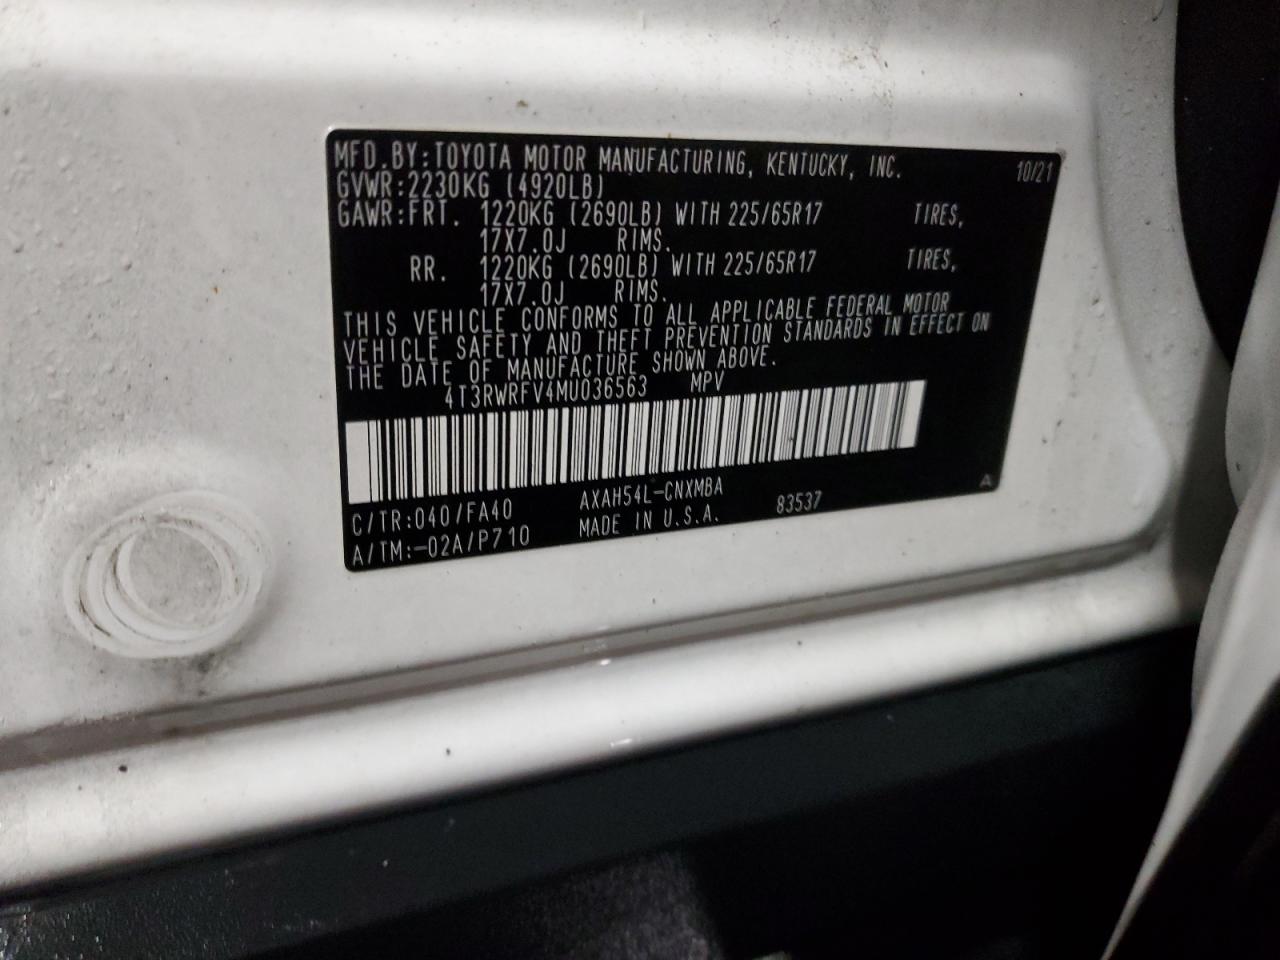 MFD.BY:TOYOTA MOTOR MANUFACTURING, KENTUCKY, INC. 10/21
GVWR:2230KG (4920LB)
GAWR:FRT. 1220KG (2690LB) WITH 225/65R17 TIRES,
17X7.0J RIMS.
RR. 1220KG (2690LB) WITH 225/65R17 TIRES,
17X7.0J RIMS.
THIS VEHICLE CONFORMS TO ALL APPLICABLE FEDERAL MOTOR
VEHICLE SAFETY AND THEFT PREVENTION STANDARDS IN EFFECT ON
THE DATE OF MANUFACTURE SHOWN ABOVE.
4T3RWRFV4MU036563 MPV
C/TR:040/FA40 AXAH54L-CNXMBA 83537 A
A/TM:-02A/P710 MADE IN U.S.A.